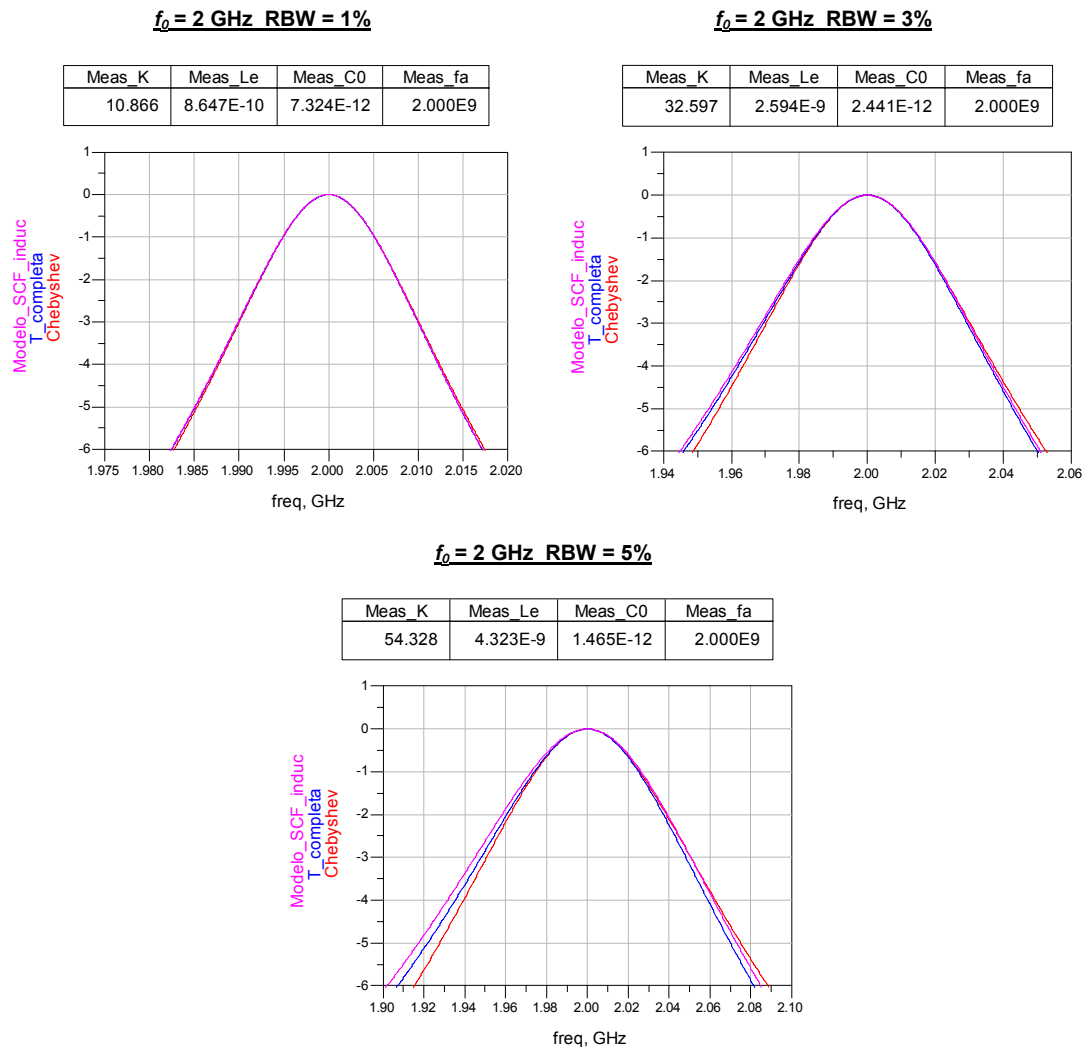 f0 = 2 GHz RBW = 1%
Meas_K Meas_Le Meas_C0 Meas_fa
10.866 8.647E-10 7.324E-12 2.000E9
Modelo_SCF_induc
T_completa
Chebyshev
1
0
-1
-2
-3
-4
-5
-6
1.975 1.980 1.985 1.990 1.995 2.000 2.005 2.010 2.015 2.020
freq, GHz
f0 = 2 GHz RBW = 3%
Meas_K Meas_Le Meas_C0 Meas_fa
32.597 2.594E-9 2.441E-12 2.000E9
Modelo_SCF_induc
T_completa
Chebyshev
1
0
-1
-2
-3
-4
-5
-6
1.94 1.96 1.98 2.00 2.02 2.04 2.06
freq, GHz
f0 = 2 GHz RBW = 5%
Meas_K Meas_Le Meas_C0 Meas_fa
54.328 4.323E-9 1.465E-12 2.000E9
Modelo_SCF_induc
T_completa
Chebyshev
1
0
-1
-2
-3
-4
-5
-6
1.90 1.92 1.94 1.96 1.98 2.00 2.02 2.04 2.06 2.08 2.10
freq, GHz